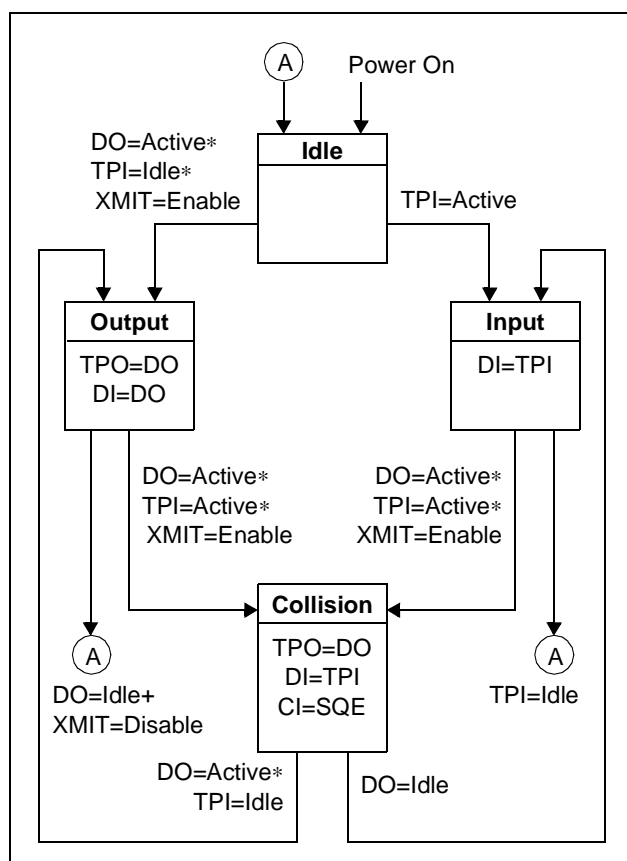 A
Power On
DO=Active*
TPI=Idle*
XMIT=Enable
Idle
TPI=Active
Output
TPO=DO
DI=DO
Input
DI=TPI
DO=Active*
TPI=Active*
XMIT=Enable
DO=Active*
TPI=Active*
XMIT=Enable
Collision
TPO=DO
DI=TPI
CI=SQE
A
DO=Idle+
XMIT=Disable
A
TPI=Idle
DO=Active*
TPI=Idle
DO=Idle